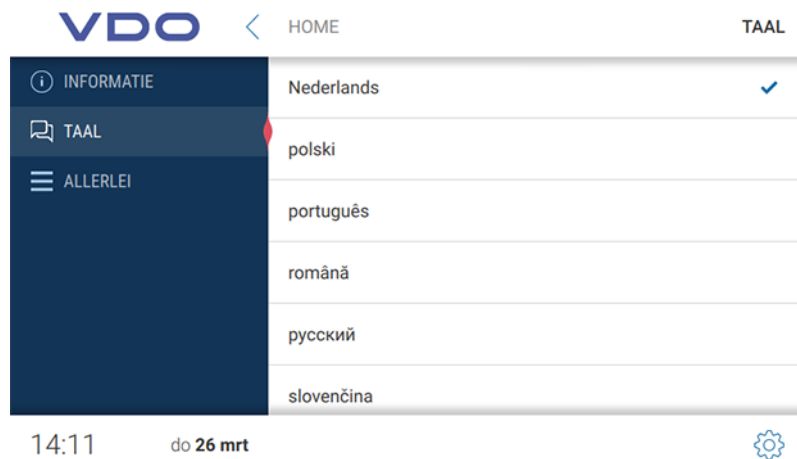 VDO
HOME
TAAL
INFORMATIE
TAAL
ALLERLEI
Nederlands
polski
português
română
русский
slovenčina
14:11
do 26 mrt